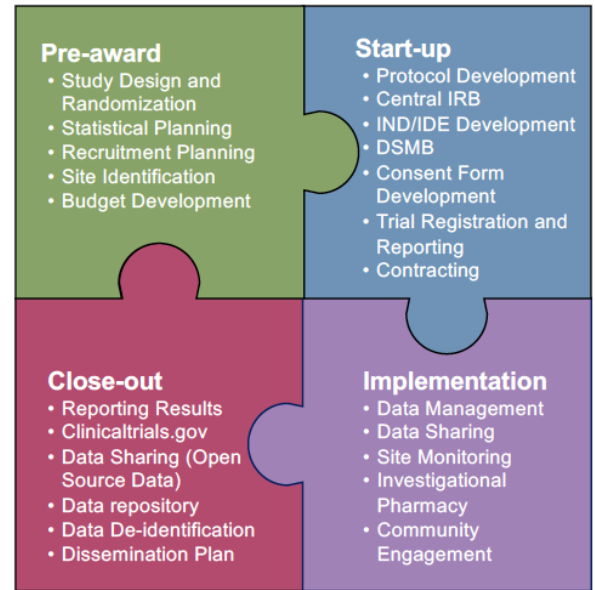 Pre-award
• Study Design and
Randomization
• Statistical Planning
• Recruitment Planning
• Site Identification
• Budget Development
Start-up
• Protocol Development
• Central IRB
• IND/IDE Development
• DSMB
• Consent Form
Development
• Trial Registration and
Reporting
• Contracting
Close-out
• Reporting Results
• Clinicaltrials.gov
• Data Sharing (Open
Source Data)
• Data repository
• Data De-identification
• Dissemination Plan
Implementation
• Data Management
• Data Sharing
• Site Monitoring
• Investigational
Pharmacy
• Community
Engagement